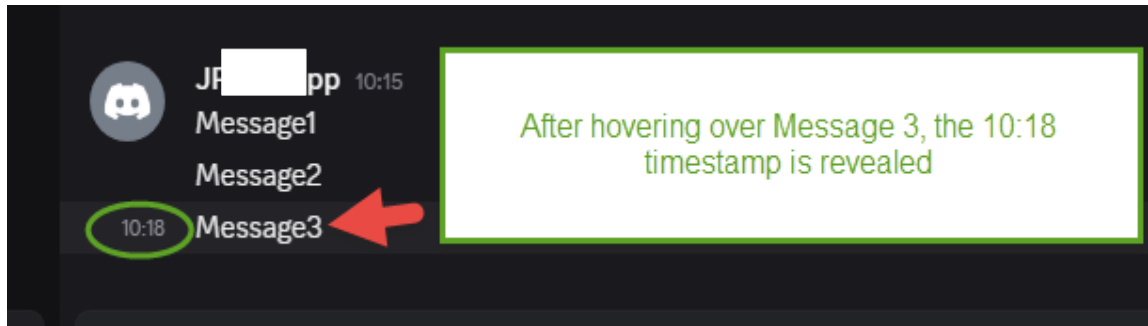 JF pp 10:15
Message1
Message2
10:18 Message3
After hovering over Message 3, the 10:18
timestamp is revealed